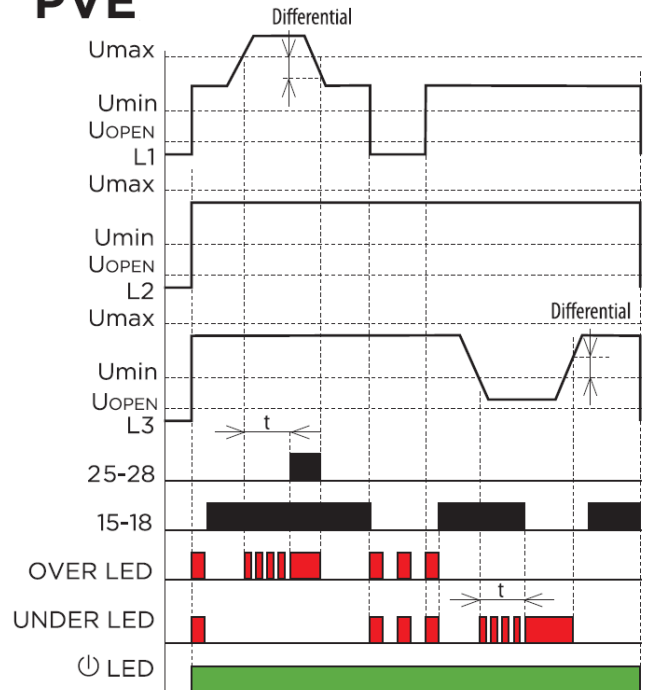 PVE
Differential
Umax
Umin
UOPEN
L1
Umax
Umin
UOPEN
L2
Differential
Umax
Umin
UOPEN
L3
t
25-28
15-18
OVER LED
t
UNDER LED
LED